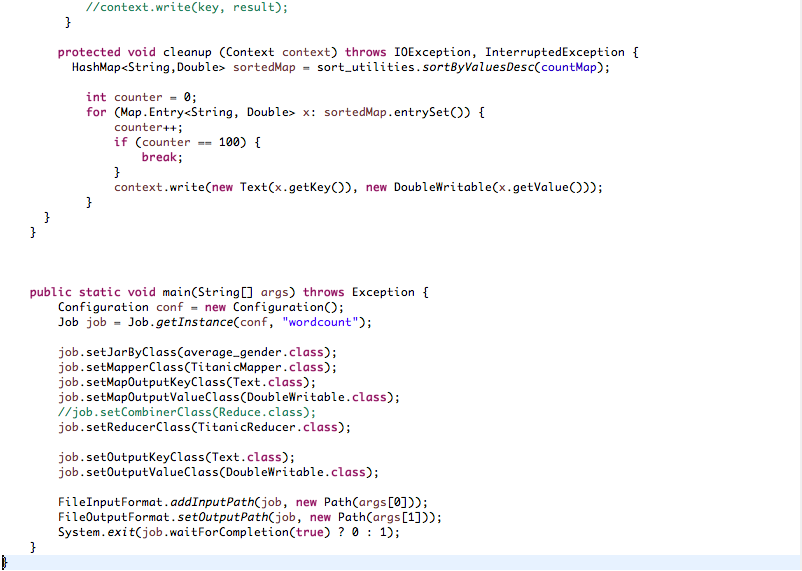 //context.write(key, result);
}
protected void cleanup (Context context) throws IOException, InterruptedException {
HashMap<String,Double> sortedMap = sort_utilities.sortByValuesDesc(countMap);
int counter = 0;
for (Map.Entry<String, Double> x: sortedMap.entrySet()) {
counter++;
if (counter == 100) {
break;
}
context.write(new Text(x.getKey()), new DoubleWritable(x.getValue()));
}
}
}
public static void main(String[] args) throws Exception {
Configuration conf = new Configuration();
Job job = Job.getInstance(conf, "wordcount");
job.setJarByClass(average_gender.class);
job.setMapperClass(TitanicMapper.class);
job.setMapOutputKeyClass(Text.class);
job.setMapOutputValueClass(DoubleWritable.class);
//job.setCombinerClass(Reduce.class);
job.setReducerClass(TitanicReducer.class);
job.setOutputKeyClass(Text.class);
job.setOutputValueClass(DoubleWritable.class);
FileInputFormat.addInputPath(job, new Path(args[0]));
FileOutputFormat.setOutputPath(job, new Path(args[1]));
System.exit(job.waitForCompletion(true) ? 0 : 1);
}
}